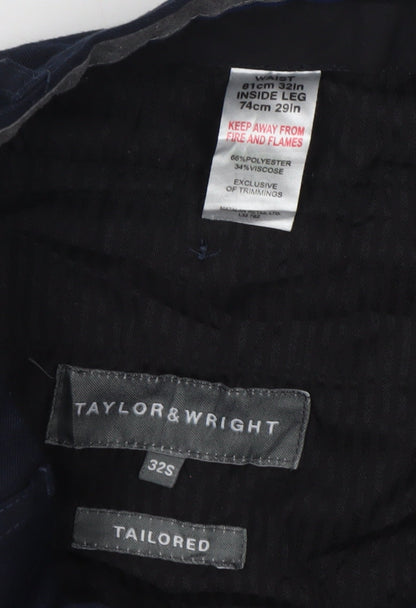 WAIST
81cm 32in
INSIDE LEG
74cm 29in
KEEP AWAY FROM
FIRE AND FLAMES
66%POLYESTER
34%VISCOSE
EXCLUSIVE
OF TRIMMINGS
LTD.
TAYLOR&WRIGHT
32S
TAILORED